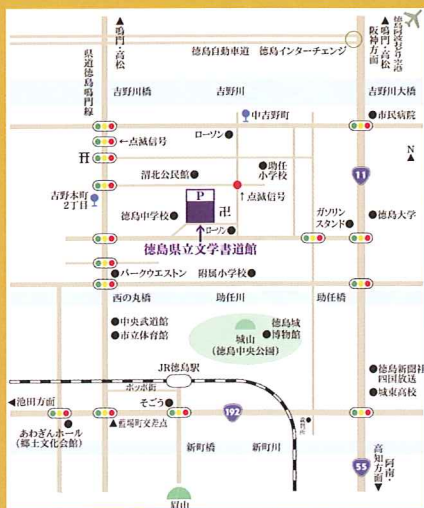 ▲鳴門・高松
県道徳島鳴門線
徳島自動車道 徳島インターチェンジ
徳島阿波おどり空港
鳴門・高松
阪神方面
吉野川橋
吉野川
吉野川大橋
中吉野町
市民病院
ローソン
←点滅信号
N
沼北公民館
助任
小学校
11
吉野本町
2丁目
P
↑点滅信号
徳島中学校
卍
ガソリン
スタンド
徳島大学
ローソン
徳島県立文学書道館
パークウエストン
附属小学校
西の丸橋
助任川
助任橋
中央武道館
市立体育館
徳島城
博物館
城山
(徳島中央公園)
JR徳島駅
徳島新聞社
四国放送
ポッポ街
城東高校
◀池田方面
そごう
192
あわぎんホール
(郷土文化会館)
▲藍場町交差点
新町橋
新町川
55
阿南・
高知方面▼
眉山